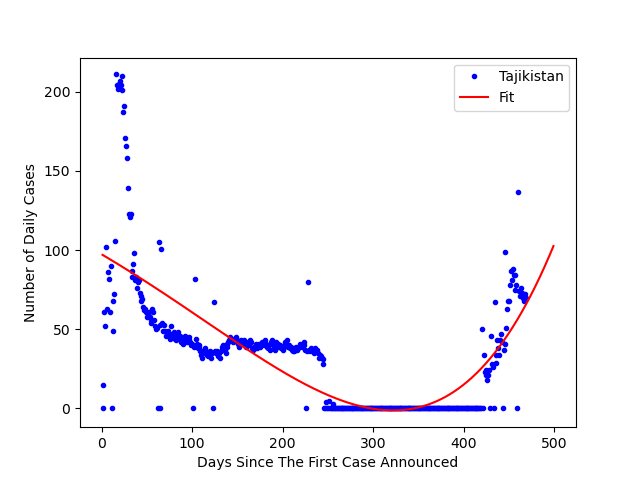 Tajikistan
Fit
Number of Daily Cases
200
150
100
50
0
0 100 200 300 400 500
Days Since The First Case Announced